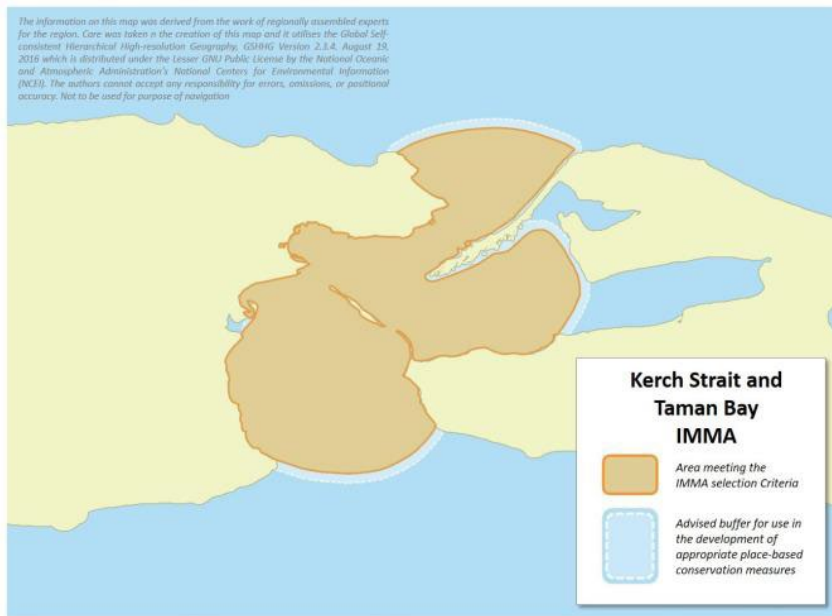 The information on this map was derived from the work of regionally assembled experts
for the region. Care was taken n the creation of this map and it utilises the Global Self-
consistent Hierarchical High-resolution Geography, GSHHG Version 2.3.4. August 19,
2016 which is distributed under the Lesser GNU Public License by the National Oceanic
and Atmospheric Administration's National Centers for Environmental Information
(NCEI). The authors cannot accept any responsibility for errors, omissions, or positional
accuracy. Not to be used for purpose of navigation
Kerch Strait and
Taman Bay
IMMA
Area meeting the
IMMA selection Criteria
Advised buffer for use in
the development of
appropriate place-based
conservation measures